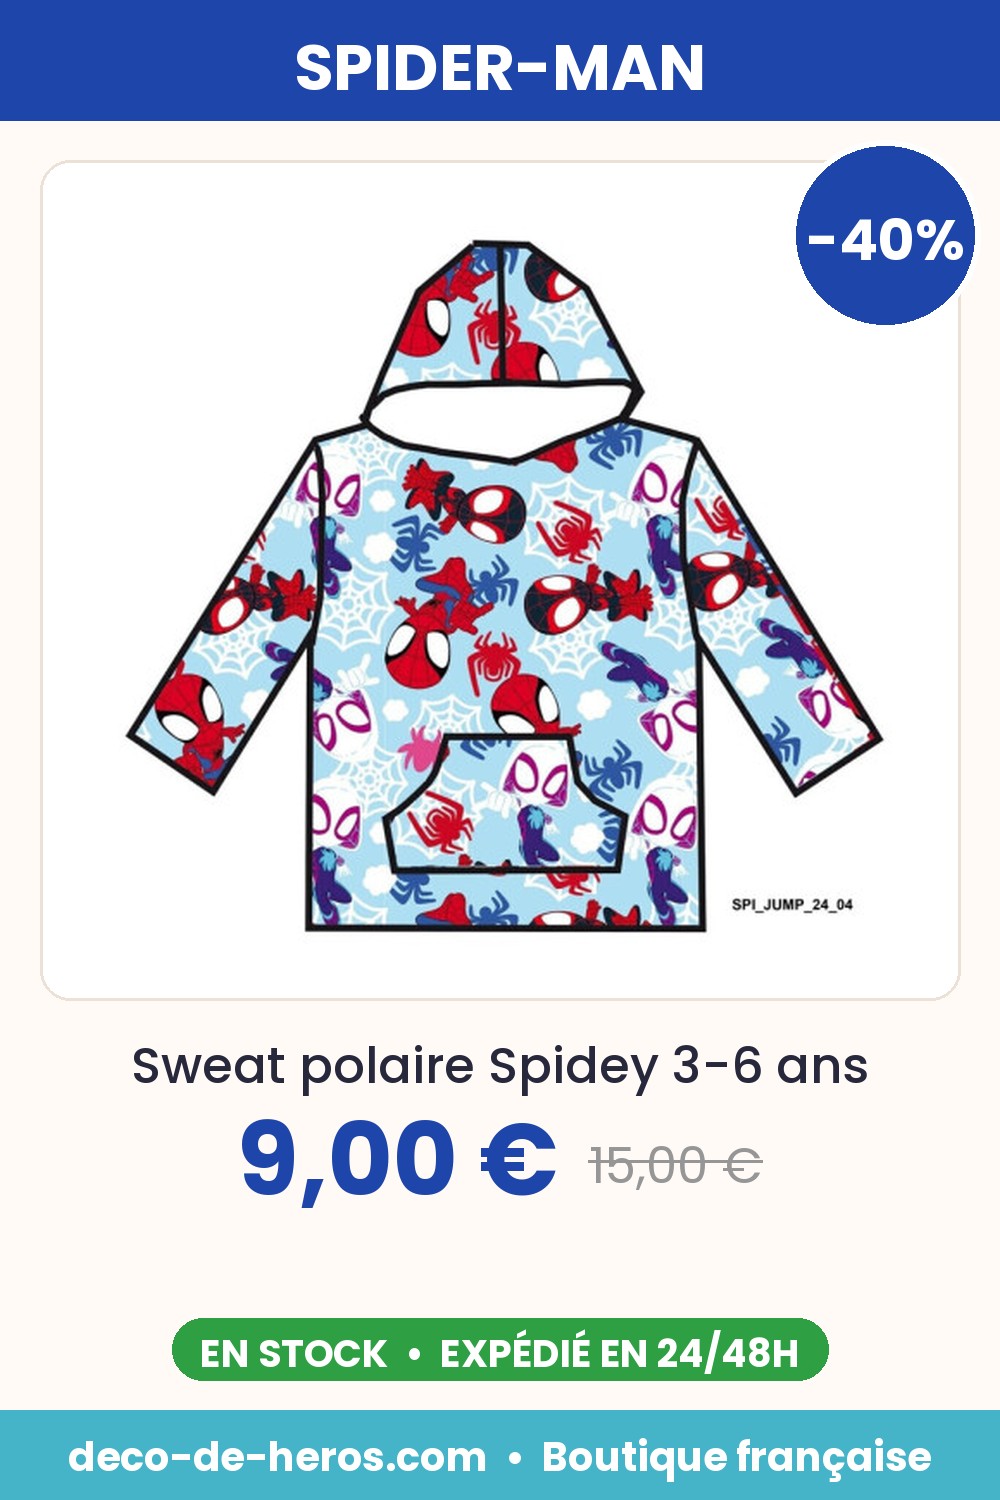 SPIDER-MAN
-40%
SPI_JUMP_24_04
Sweat polaire Spidey 3-6 ans
9,00 € 15,00 €
EN STOCK • EXPÉDIÉ EN 24/48H
deco-de-heros.com • Boutique française